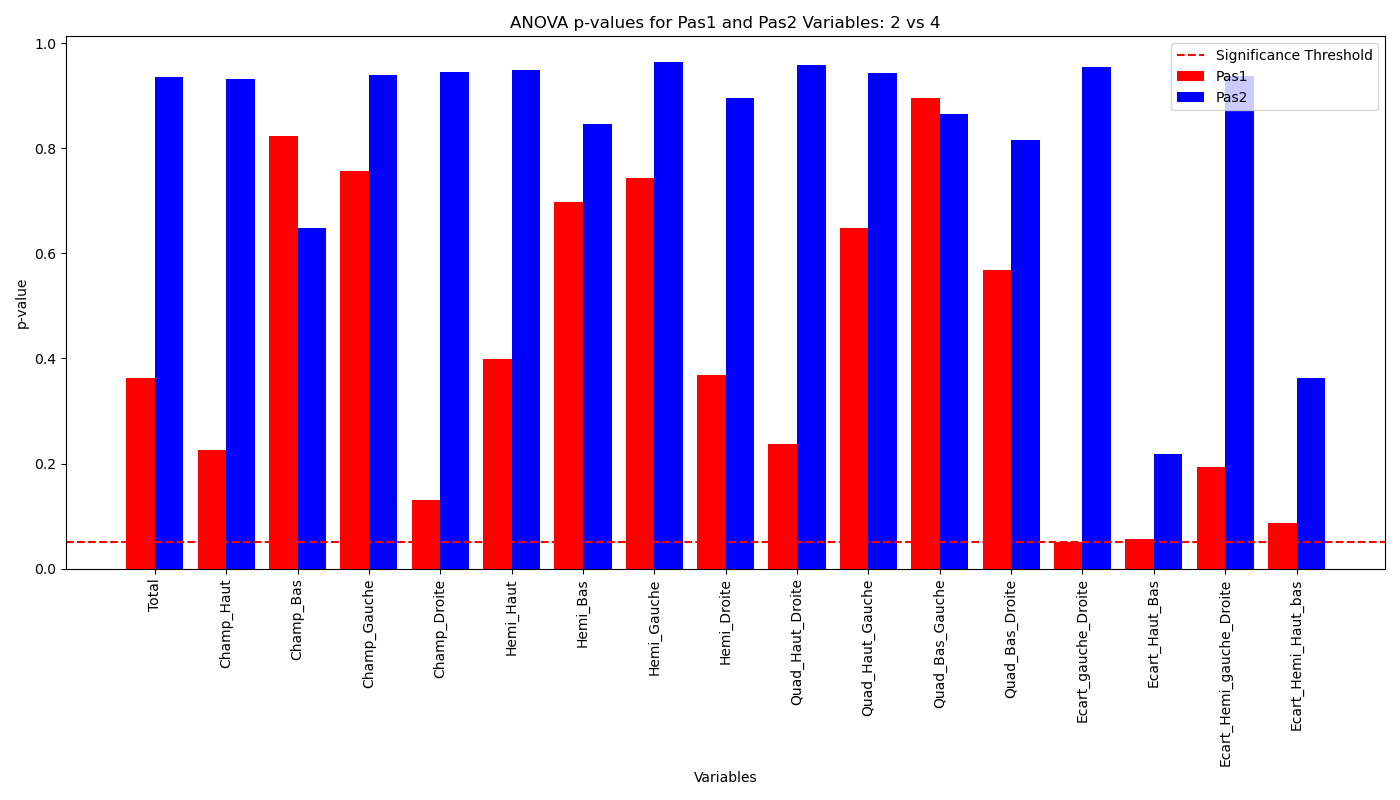 ANOVA p-values for Pas1 and Pas2 Variables: 2 vs 4
Significance Threshold
Pas1
Pas2
p-value
1.0
0.8
0.6
0.4
0.2
0.0
Total
Champ_Haut
Champ_Bas
Champ_Gauche
Champ_Droite
Hemi_Haut
Hemi_Bas
Hemi_Gauche
Hemi_Droite
Quad_Haut_Droite
Quad_Haut_Gauche
Quad_Bas_Gauche
Quad_Bas_Droite
Ecart_gauche_Droite
Ecart_Haut_Bas
Ecart_Hemi_gauche_Droite
Ecart_Hemi_Haut_bas
Variables